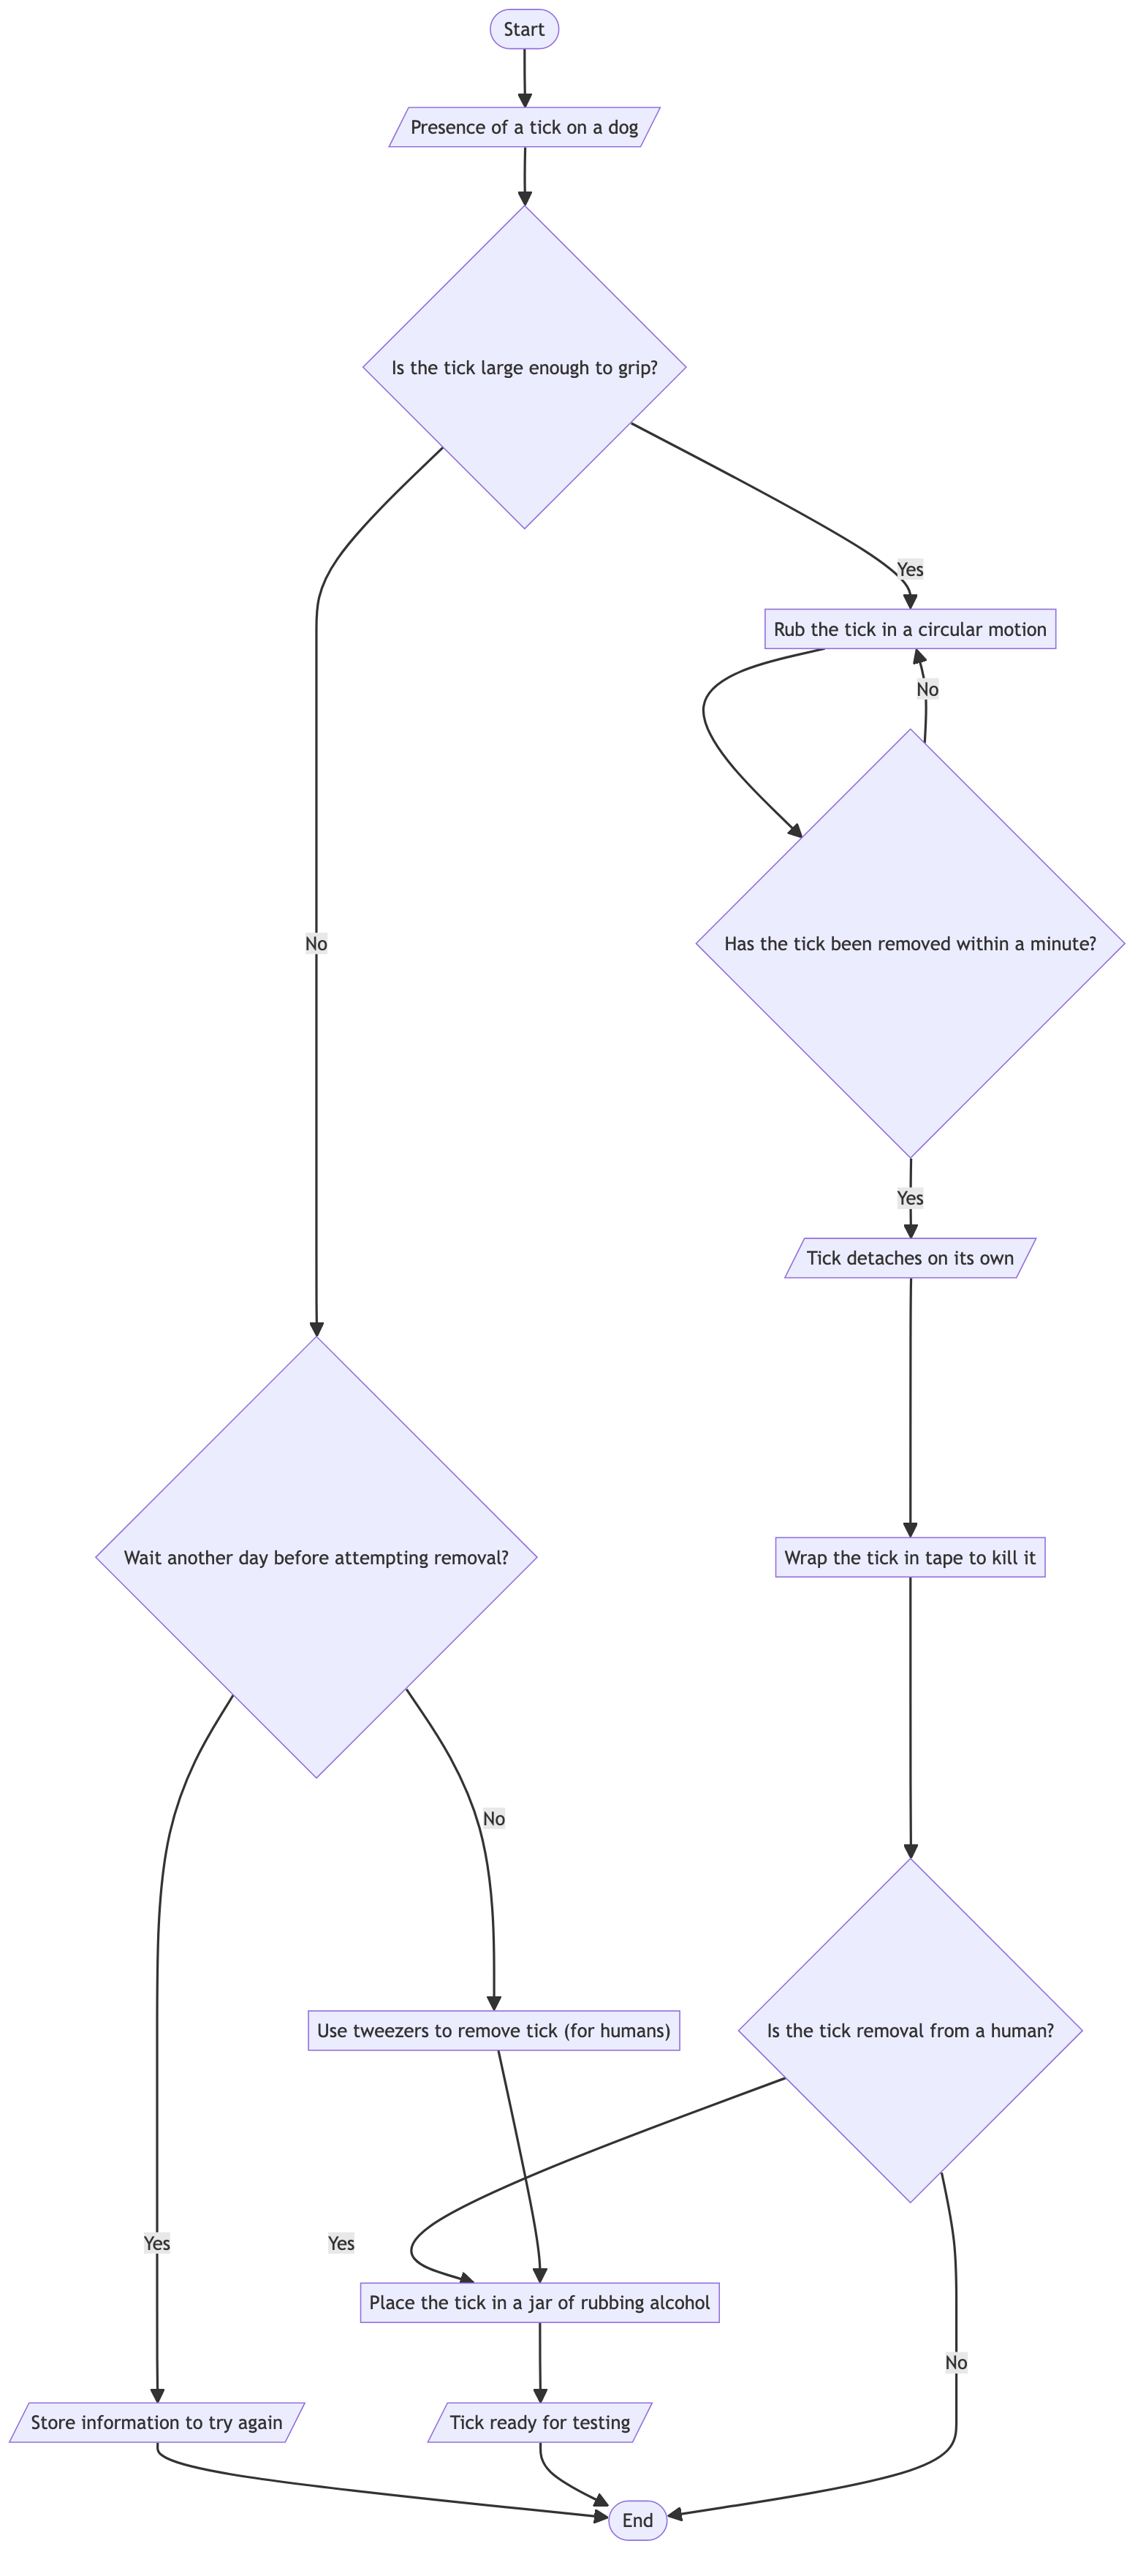 Start
Presence of a tick on a dog
Is the tick large enough to grip?
Yes
Rub the tick in a circular motion
No
Has the tick been removed within a minute?
No
Yes
Tick detaches on its own
Wait another day before attempting removal?
Wrap the tick in tape to kill it
No
Use tweezers to remove tick (for humans)
Is the tick removal from a human?
Yes
Yes
Place the tick in a jar of rubbing alcohol
No
Store information to try again
Tick ready for testing
End